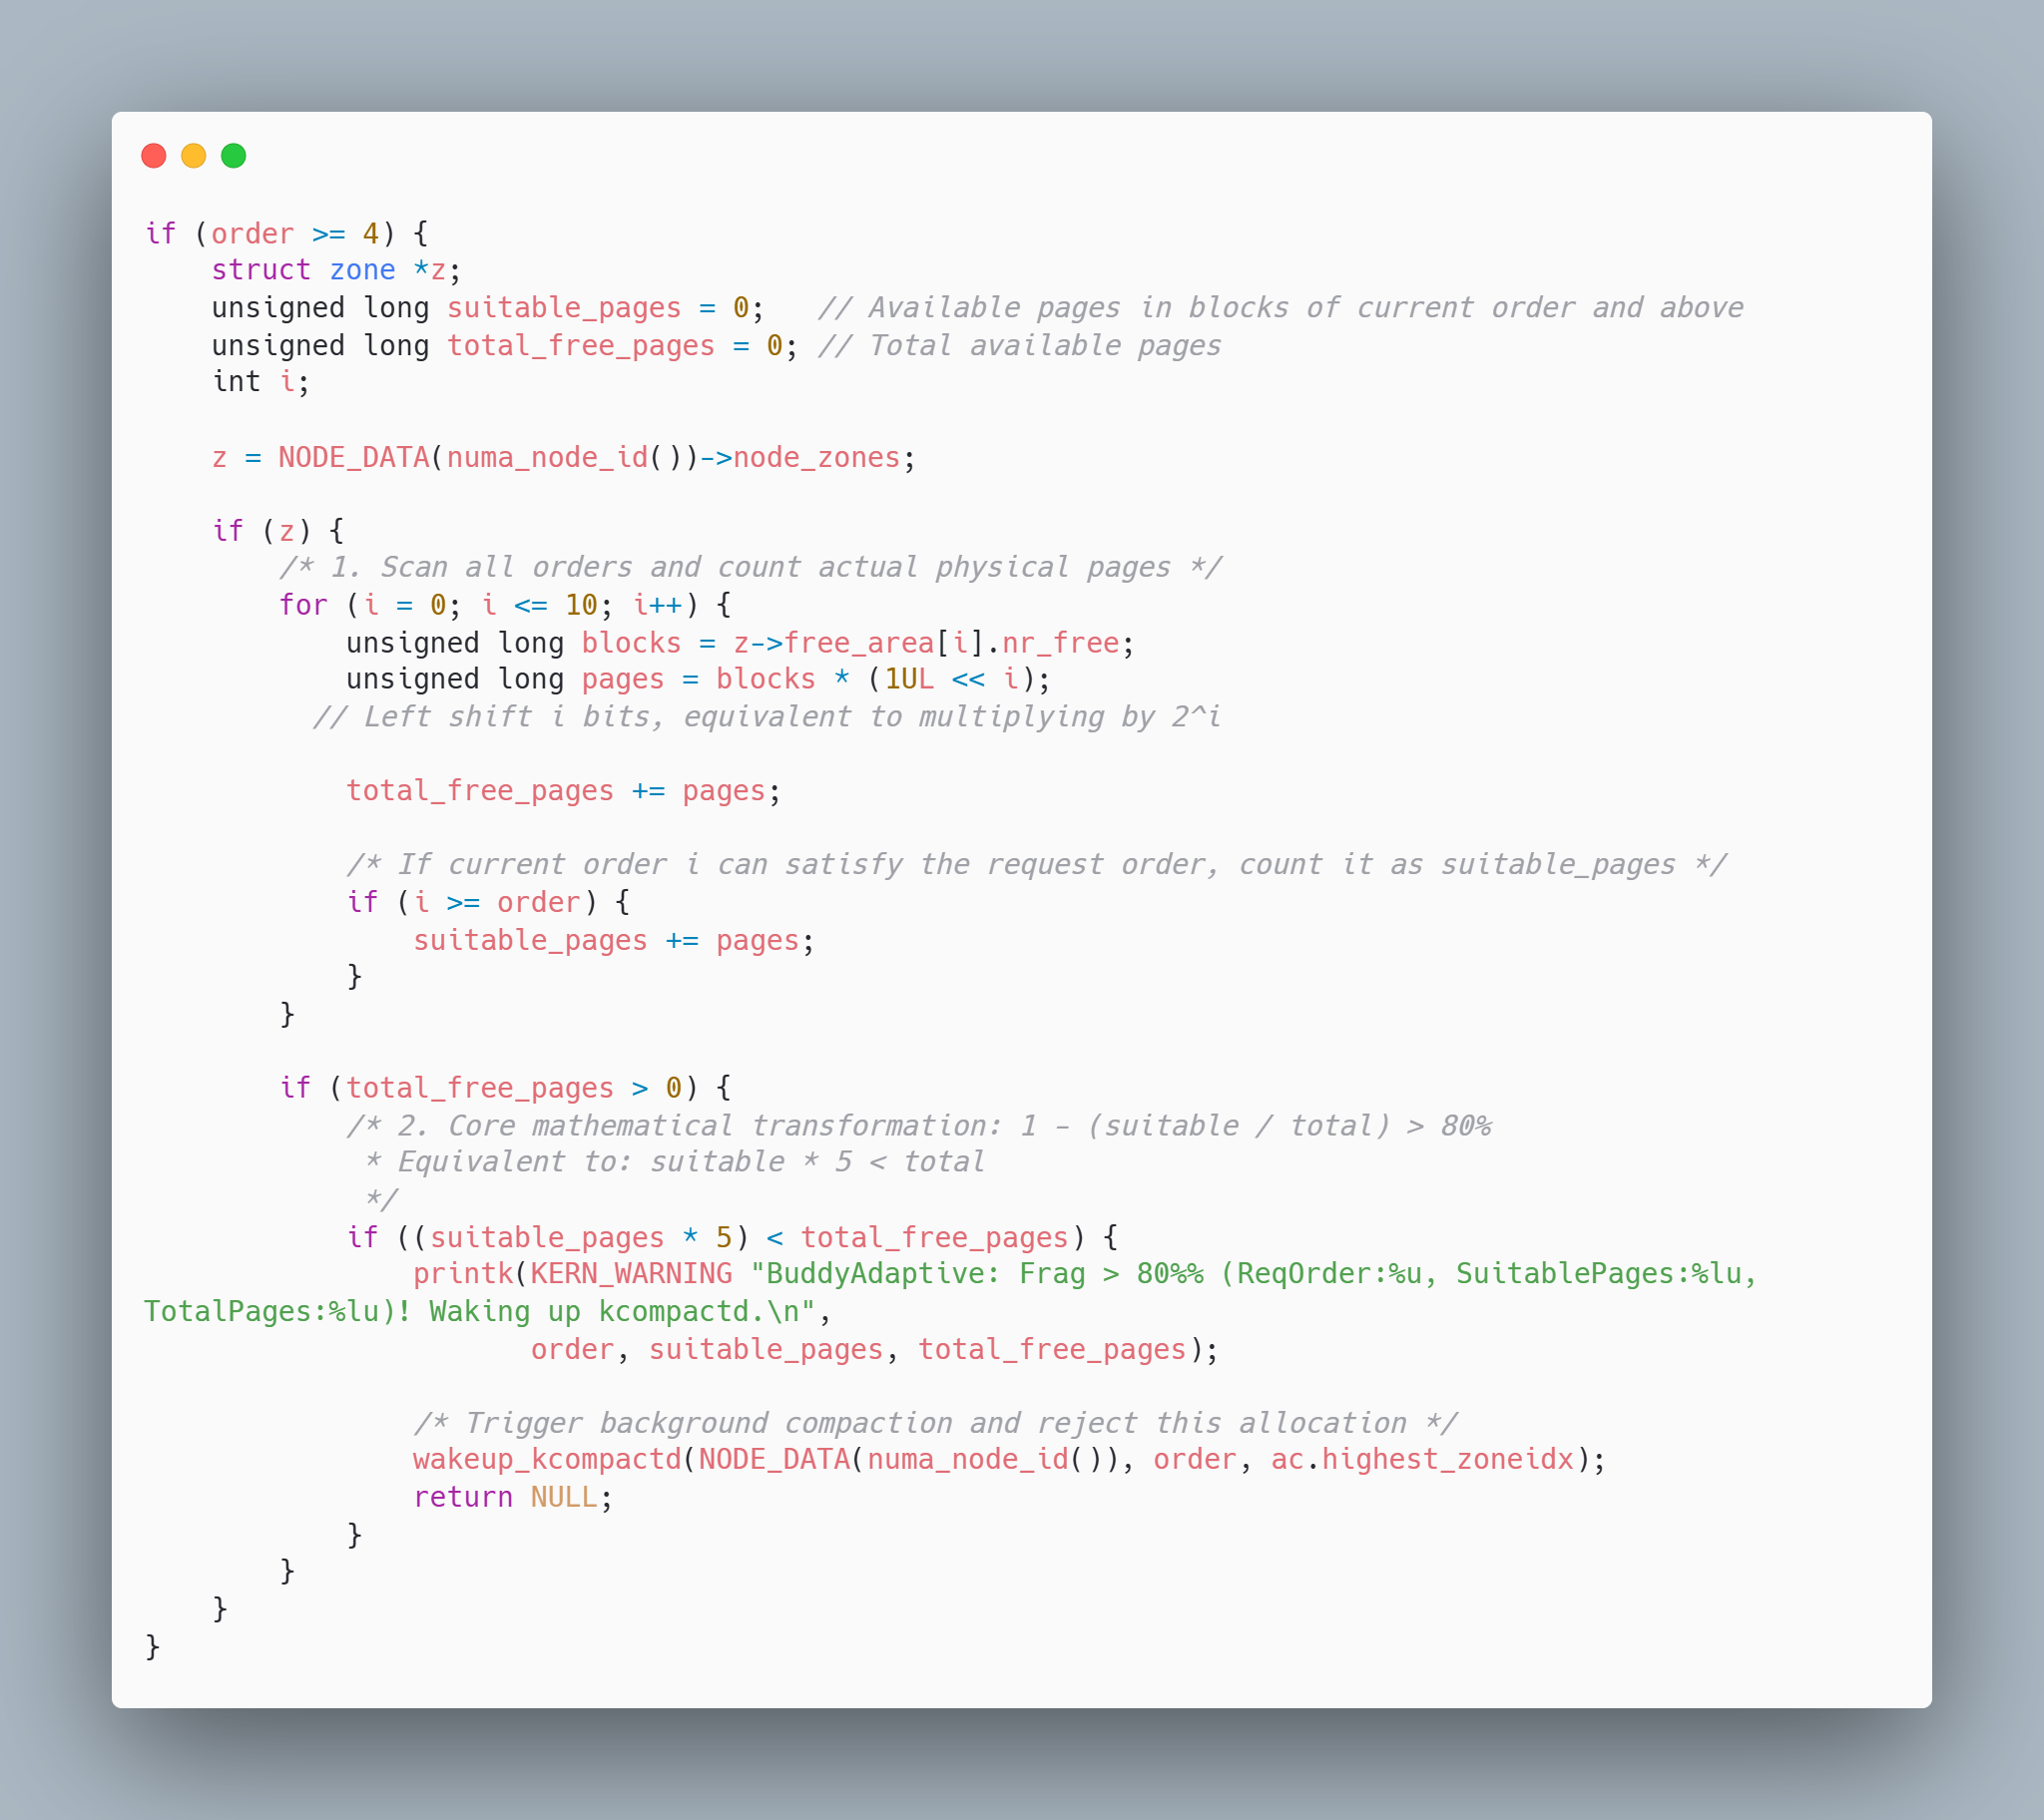 if (order >= 4) {
    struct zone *z;
    unsigned long suitable_pages = 0;   // Available pages in blocks of current order and above
    unsigned long total_free_pages = 0; // Total available pages
    int i;

    z = NODE_DATA(numa_node_id())->node_zones;

    if (z) {
        /* 1. Scan all orders and count actual physical pages */
        for (i = 0; i <= 10; i++) {
            unsigned long blocks = z->free_area[i].nr_free;
            unsigned long pages = blocks * (1UL << i);
          // Left shift i bits, equivalent to multiplying by 2^i

            total_free_pages += pages;

            /* If current order i can satisfy the request order, count it as suitable_pages */
            if (i >= order) {
                suitable_pages += pages;
            }
        }

        if (total_free_pages > 0) {
            /* 2. Core mathematical transformation: 1 - (suitable / total) > 80%
             * Equivalent to: suitable * 5 < total
             */
            if ((suitable_pages * 5) < total_free_pages) {
                printk(KERN_WARNING "BuddyAdaptive: Frag > 80%% (ReqOrder:%u, SuitablePages:%lu,
TotalPages:%lu)! Waking up kcompactd.\n",
                       order, suitable_pages, total_free_pages);

                /* Trigger background compaction and reject this allocation */
                wakeup_kcompactd(NODE_DATA(numa_node_id()), order, ac.highest_zoneidx);
                return NULL;
            }
        }
    }
}